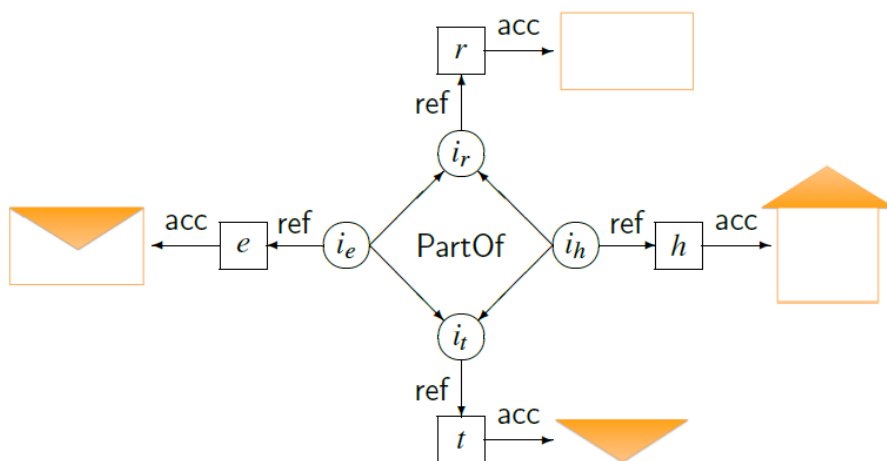 r acc
ref
i_r
acc e ref i_e PartOf i_h ref h acc
i_t
ref
t acc